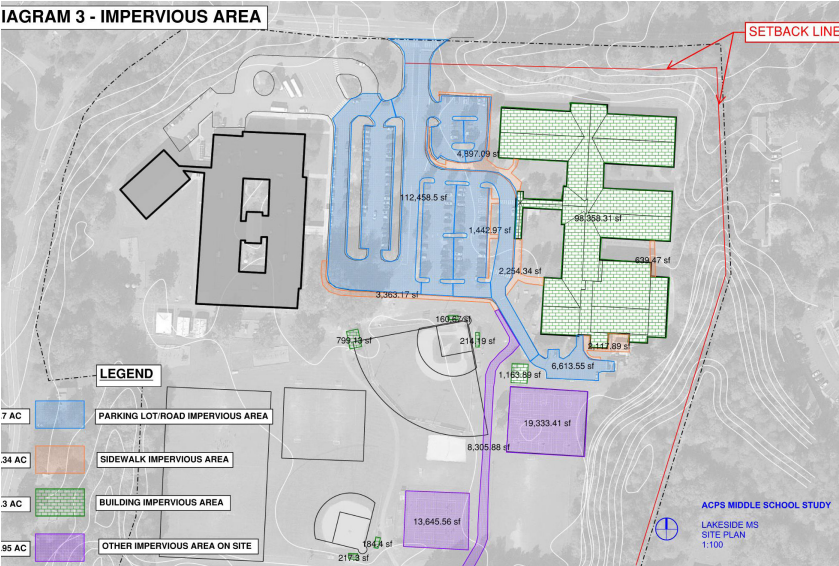 IAGRAM 3 - IMPERVIOUS AREA
SETBACK LINE
4,897.09 sf
112,458.5 sf
1,442.97 sf
98,358.31 sf
2,254.34 sf
639.47 sf
3,363.17 sf
160.67 sf
799.13 sf
214.19 sf
2,117.89 sf
6,613.55 sf
1,163.89 sf
LEGEND
.7 AC
PARKING LOT/ROAD IMPERVIOUS AREA
19,333.41 sf
8,305.88 sf
.34 AC
SIDEWALK IMPERVIOUS AREA
.3 AC
BUILDING IMPERVIOUS AREA
13,645.56 sf
ACPS MIDDLE SCHOOL STUDY
LAKESIDE MS
SITE PLAN
1:100
.95 AC
OTHER IMPERVIOUS AREA ON SITE
184.4 sf
217.3 sf